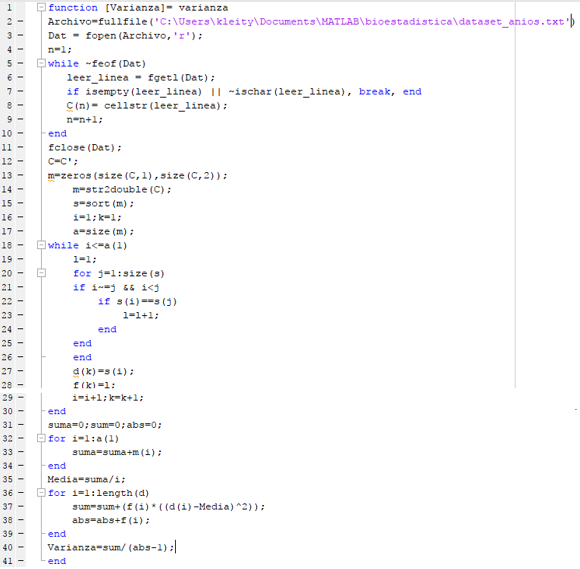 1 function [Varianza]= varianza
2 Archivo=fullfile('C:\Users\kleity\Documents\MATLAB\bioestadistica\dataset_anios.txt')
3 Dat = fopen(Archivo,'r');
4 n=1;
5 while ~feof(Dat)
6 leer_linea = fgetl(Dat);
7 if isempty(leer_linea) || ~ischar(leer_linea), break, end
8 C(n)= cellstr(leer_linea);
9 n=n+1;
10 end
11 fclose(Dat);
12 C=C';
13 m=zeros(size(C,1),size(C,2));
14 m=str2double(C);
15 s=sort(m);
16 i=1;k=1;
17 a=size(m);
18 while i<=a(1)
19 l=1;
20 for j=1:size(s)
21 if i~=j && i<j
22 if s(i)==s(j)
23 l=l+1;
24 end
25 end
26 end
27 d(k)=s(i);
28 f(k)=l;
29 i=i+l;k=k+1;
30 end
31 suma=0;sum=0;abs=0;
32 for i=1:a(1)
33 suma=suma+m(i);
34 end
35 Media=suma/i;
36 for i=1:length(d)
37 sum=sum+(f(i)*((d(i)-Media)^2));
38 abs=abs+f(i);
39 end
40 Varianza=sum/(abs-1);
41 end